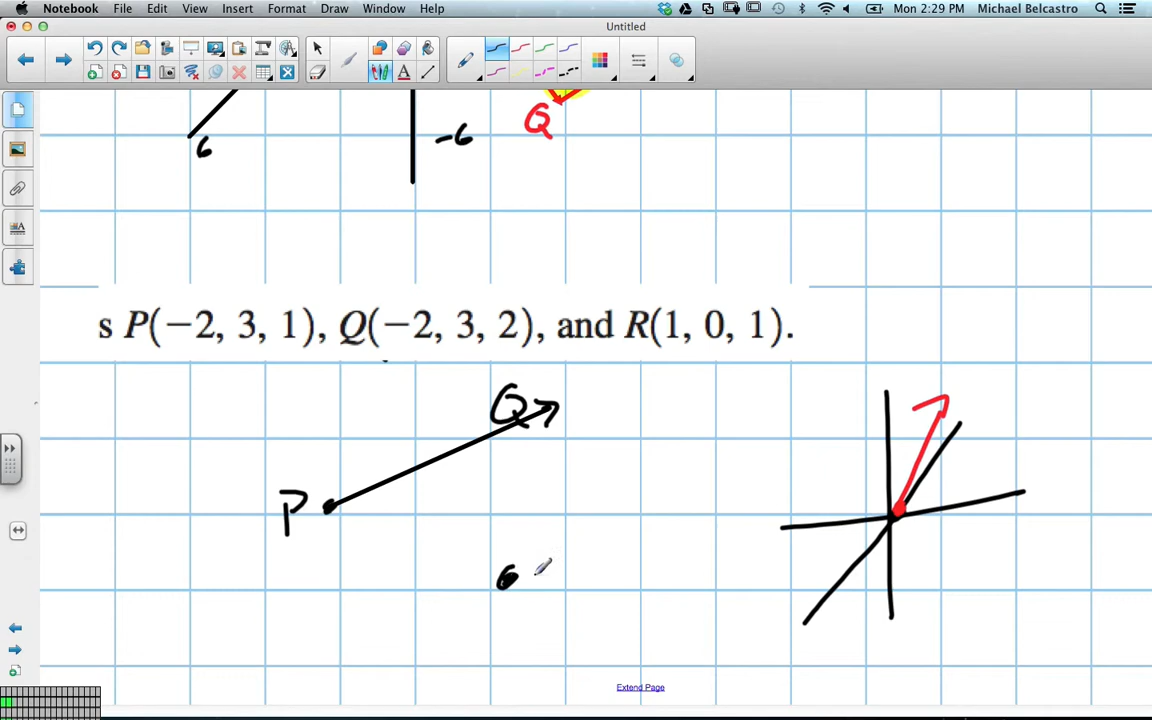 Notebook File Edit View Insert Format Tools Draw Window Help Mon 2:29 PM Michael Belcastro
Untitled
Q
6
-6
s P(−2, 3, 1), Q(−2, 3, 2), and R(1, 0, 1).
Q
P
Extend Page